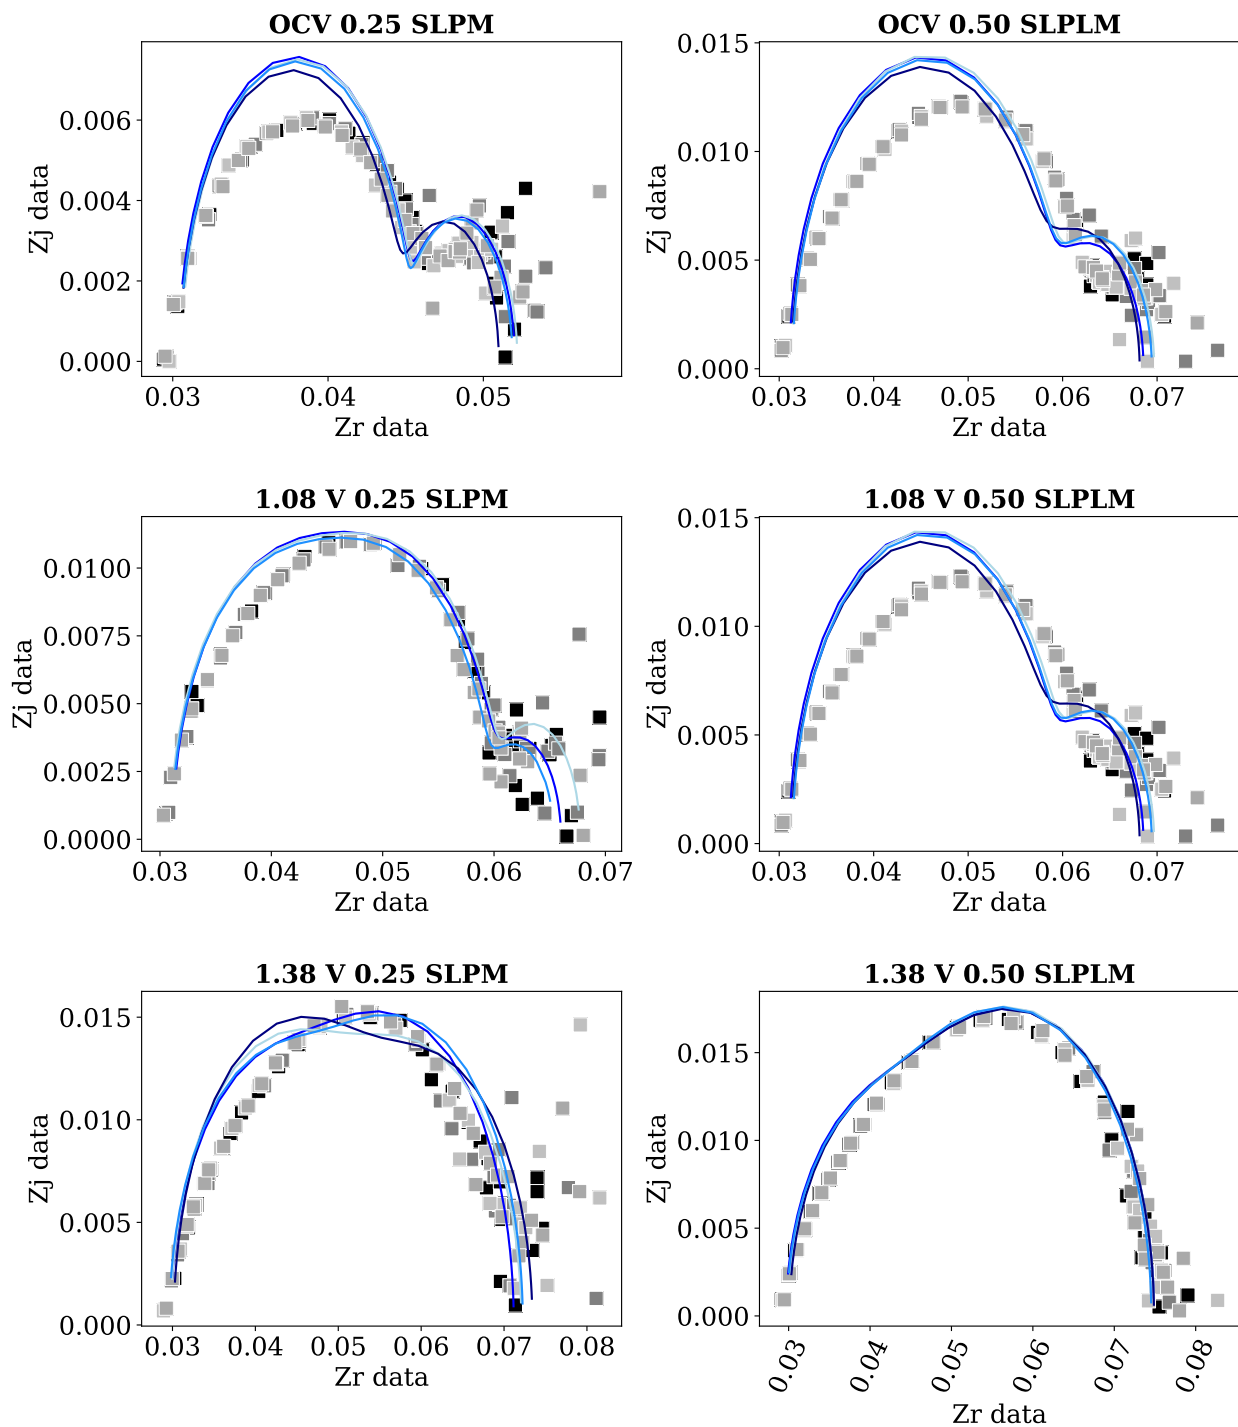 OCV 0.25 SLPM
OCV 0.50 SLPLM
Zj data
0.006
0.004
0.002
0.000
0.03 0.04 0.05
Zr data
Zj data
0.015
0.010
0.005
0.000
0.03 0.04 0.05 0.06 0.07
Zr data
1.08 V 0.25 SLPM
1.08 V 0.50 SLPLM
Zj data
0.0100
0.0075
0.0050
0.0025
0.0000
0.03 0.04 0.05 0.06 0.07
Zr data
Zj data
0.015
0.010
0.005
0.000
0.03 0.04 0.05 0.06 0.07
Zr data
1.38 V 0.25 SLPM
1.38 V 0.50 SLPLM
Zj data
0.015
0.010
0.005
0.000
0.03 0.04 0.05 0.06 0.07 0.08
Zr data
Zj data
0.015
0.010
0.005
0.000
0.03 0.04 0.05 0.06 0.07 0.08
Zr data